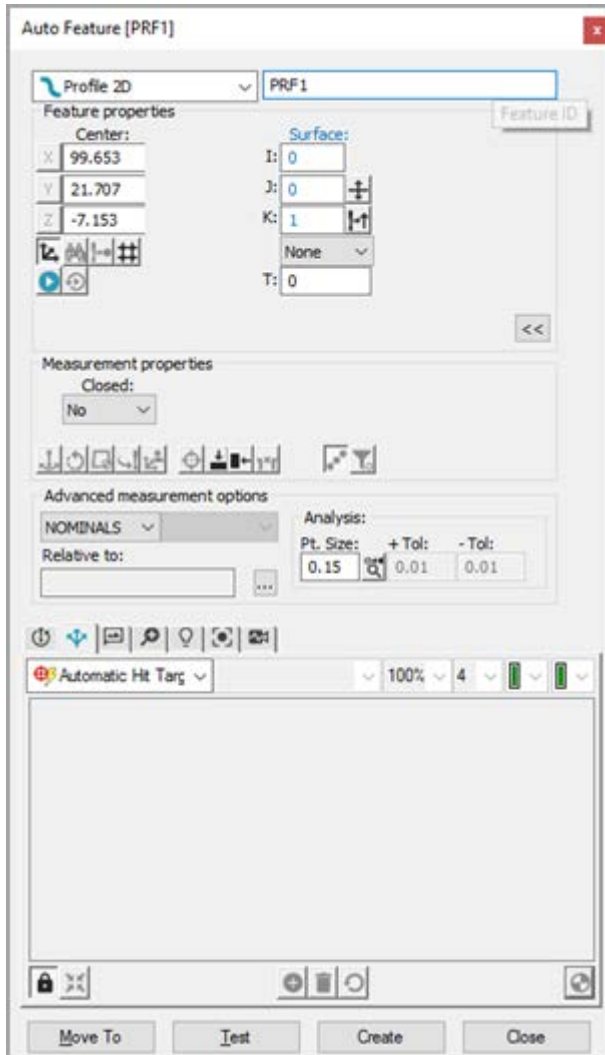 Auto Feature [PRF1]
x
Profile 2D PRF1
Feature ID
Feature properties
Center: Surface:
X 99.653 I: 0
Y 21.707 J: 0
Z -7.153 K: 1
None
T: 0
<<
Measurement properties
Closed:
No
Advanced measurement options
NOMINALS
Relative to:
...
Analysis:
Pt. Size: + Tol: - Tol:
0.15 0.01 0.01
Automatic Hit Targ 100% 4
Move To Test Create Close